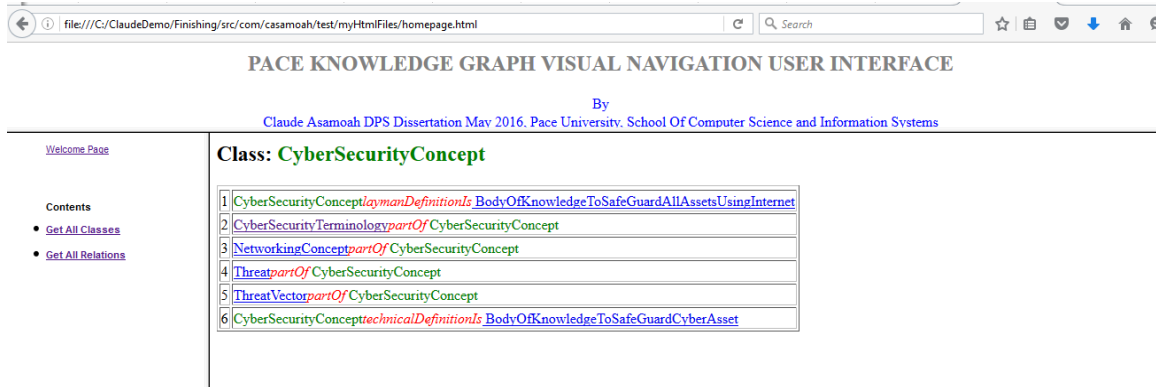 file:///C:/ClaudeDemo/Finishing/src/com/casamoah/test/myHtmlFiles/homepage.html
Search
PACE KNOWLEDGE GRAPH VISUAL NAVIGATION USER INTERFACE
By
Claude Asamoah DPS Dissertation May 2016, Pace University, School Of Computer Science and Information Systems
Welcome Page
Contents
Get All Classes
Get All Relations
Class: CyberSecurityConcept
1 CyberSecurityConceptlaymanDefinitionIs BodyOfKnowledgeToSafeGuardAllAssetsUsingInternet
2 CyberSecurityTerminologypartOf CyberSecurityConcept
3 NetworkingConceptpartOf CyberSecurityConcept
4 ThreatpartOf CyberSecurityConcept
5 ThreatVectorpartOf CyberSecurityConcept
6 CyberSecurityConcepttechnicalDefinitionIs BodyOfKnowledgeToSafeGuardCyberAsset